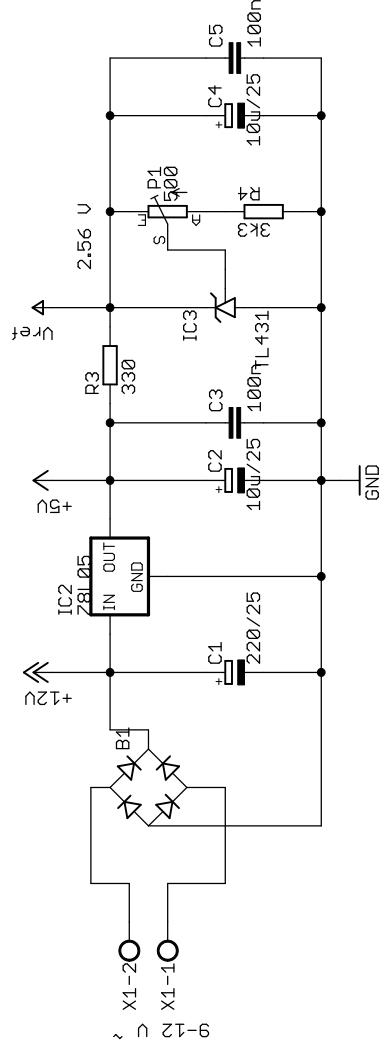 9-12 V ~
X1-2
X1-1
B1
+12V
C1
220/25
+
IC2
78L05
IN
OUT
GND
+5V
C2
10u/25
+
C3
100n
GND
R3
330
Vref
IC3
TL431
2.56 V
P1
500
E
A
S
R4
3k3
C4
10u/25
+
C5
100n